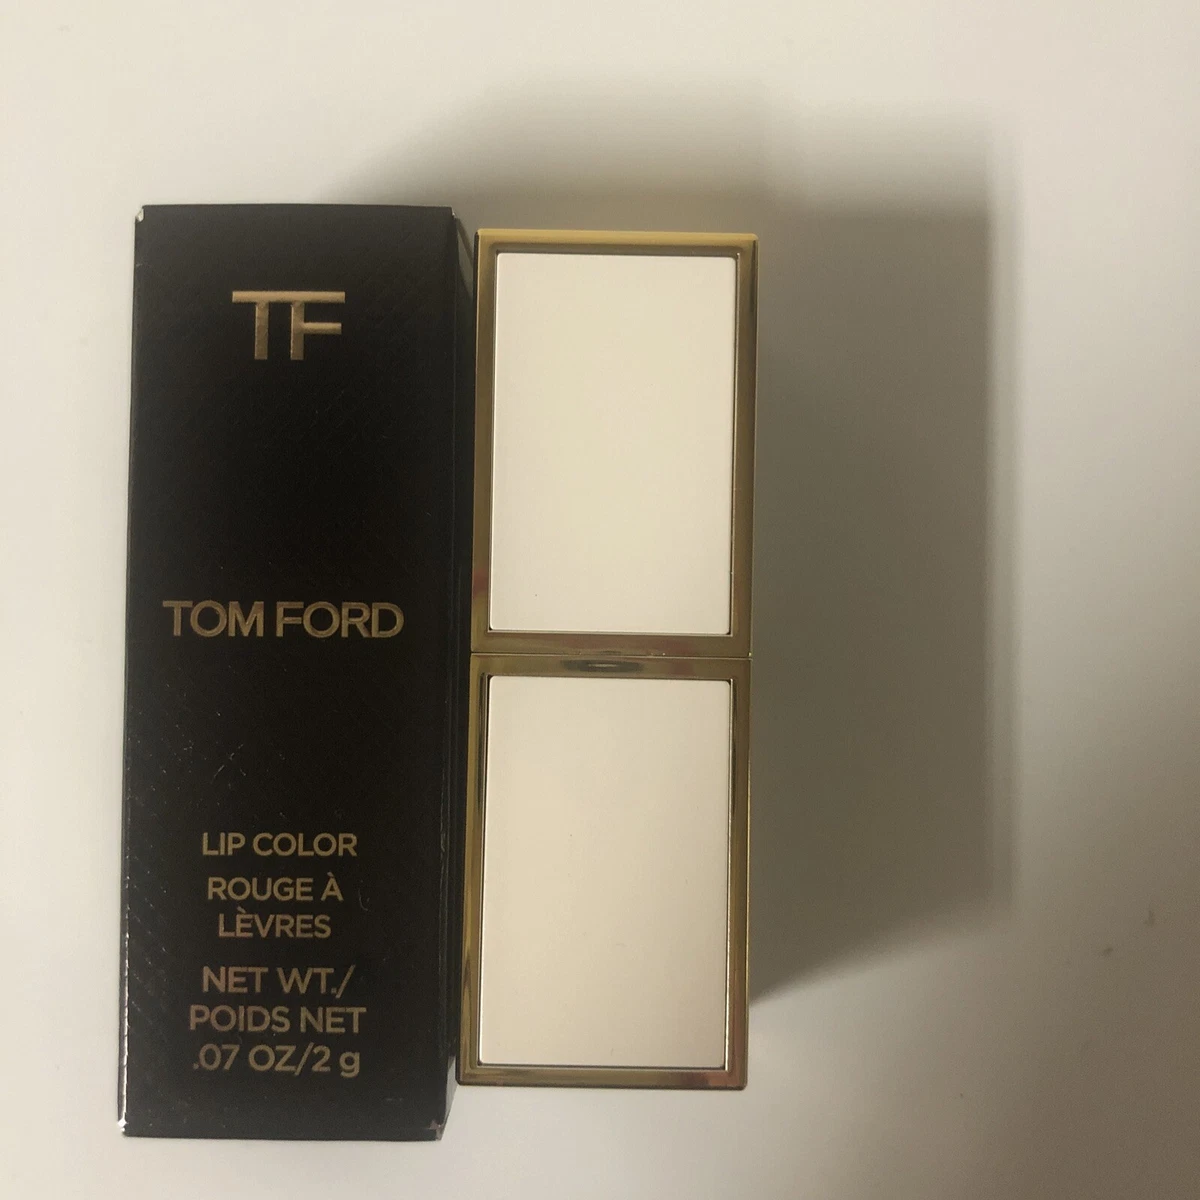 TF
TOM FORD
LIP COLOR
ROUGE À
LÈVRES
NET WT./
POIDS NET
.07 OZ/2 g